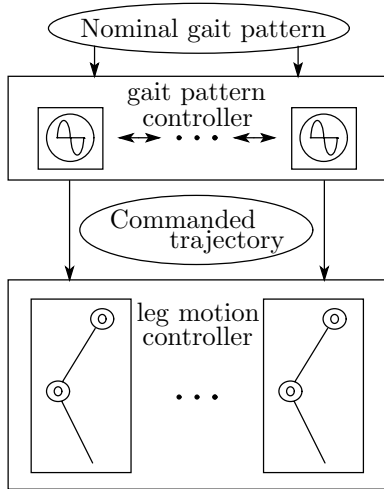 Nominal gait pattern
gait pattern
controller
Commanded
trajectory
leg motion
controller